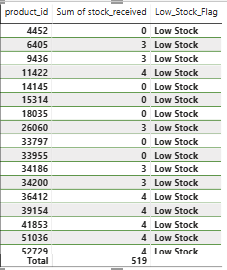 product_id Sum of stock_received Low_Stock_Flag
4452 0 Low Stock
6405 3 Low Stock
9436 3 Low Stock
11422 4 Low Stock
14145 0 Low Stock
15314 0 Low Stock
18035 0 Low Stock
26060 3 Low Stock
33797 0 Low Stock
33955 0 Low Stock
34186 3 Low Stock
34200 3 Low Stock
36412 4 Low Stock
39154 4 Low Stock
41853 4 Low Stock
51036 4 Low Stock
52729 4 Low Stock
Total 519